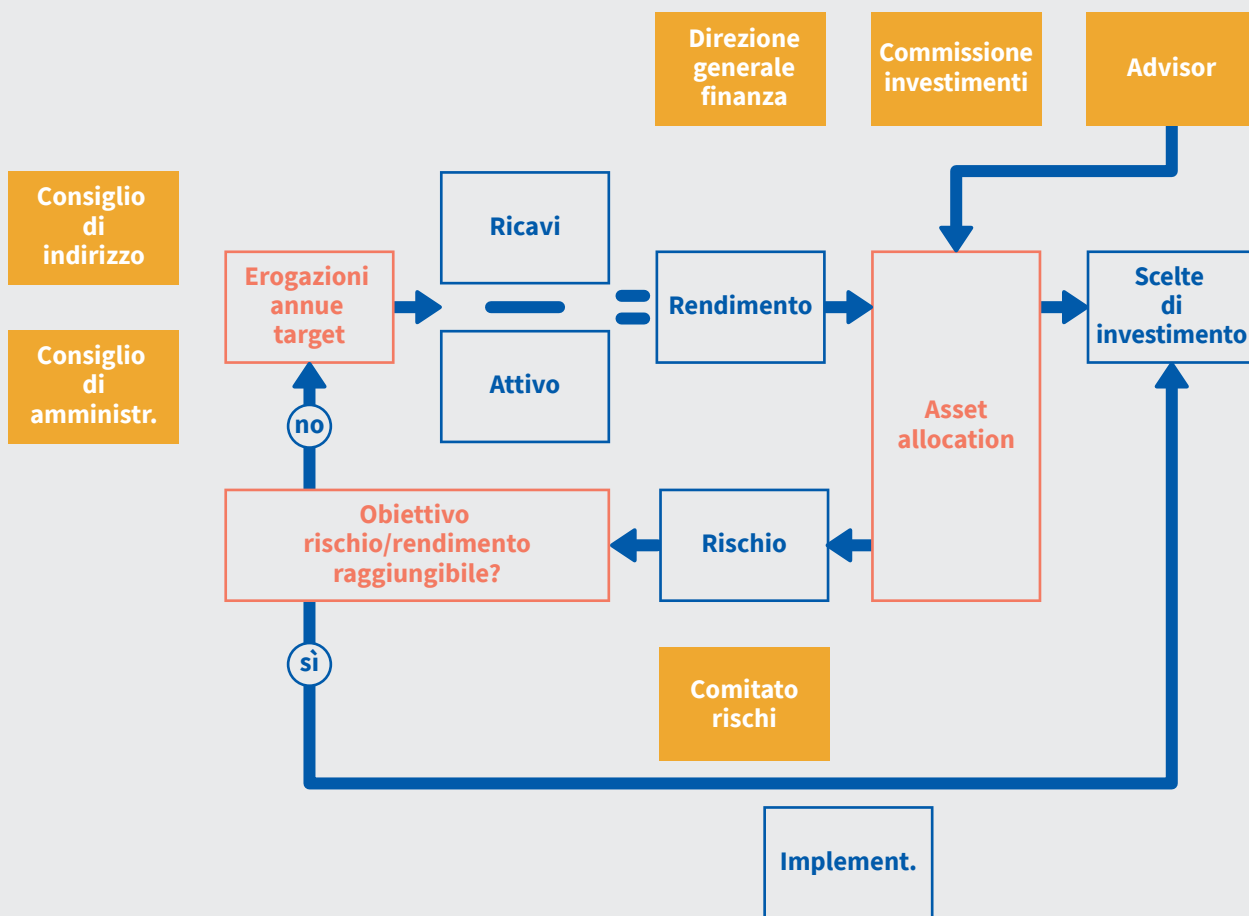 Direzione
generale
finanza
Commissione
investimenti
Advisor
Consiglio
di
indirizzo
Ricavi
Erogazioni
annue
target
Rendimento
Scelte
di
investimento
Consiglio
di
amministr.
Attivo
Asset
allocation
no
Obiettivo
rischio/rendimento
raggiungibile?
Rischio
sì
Comitato
rischi
Implement.